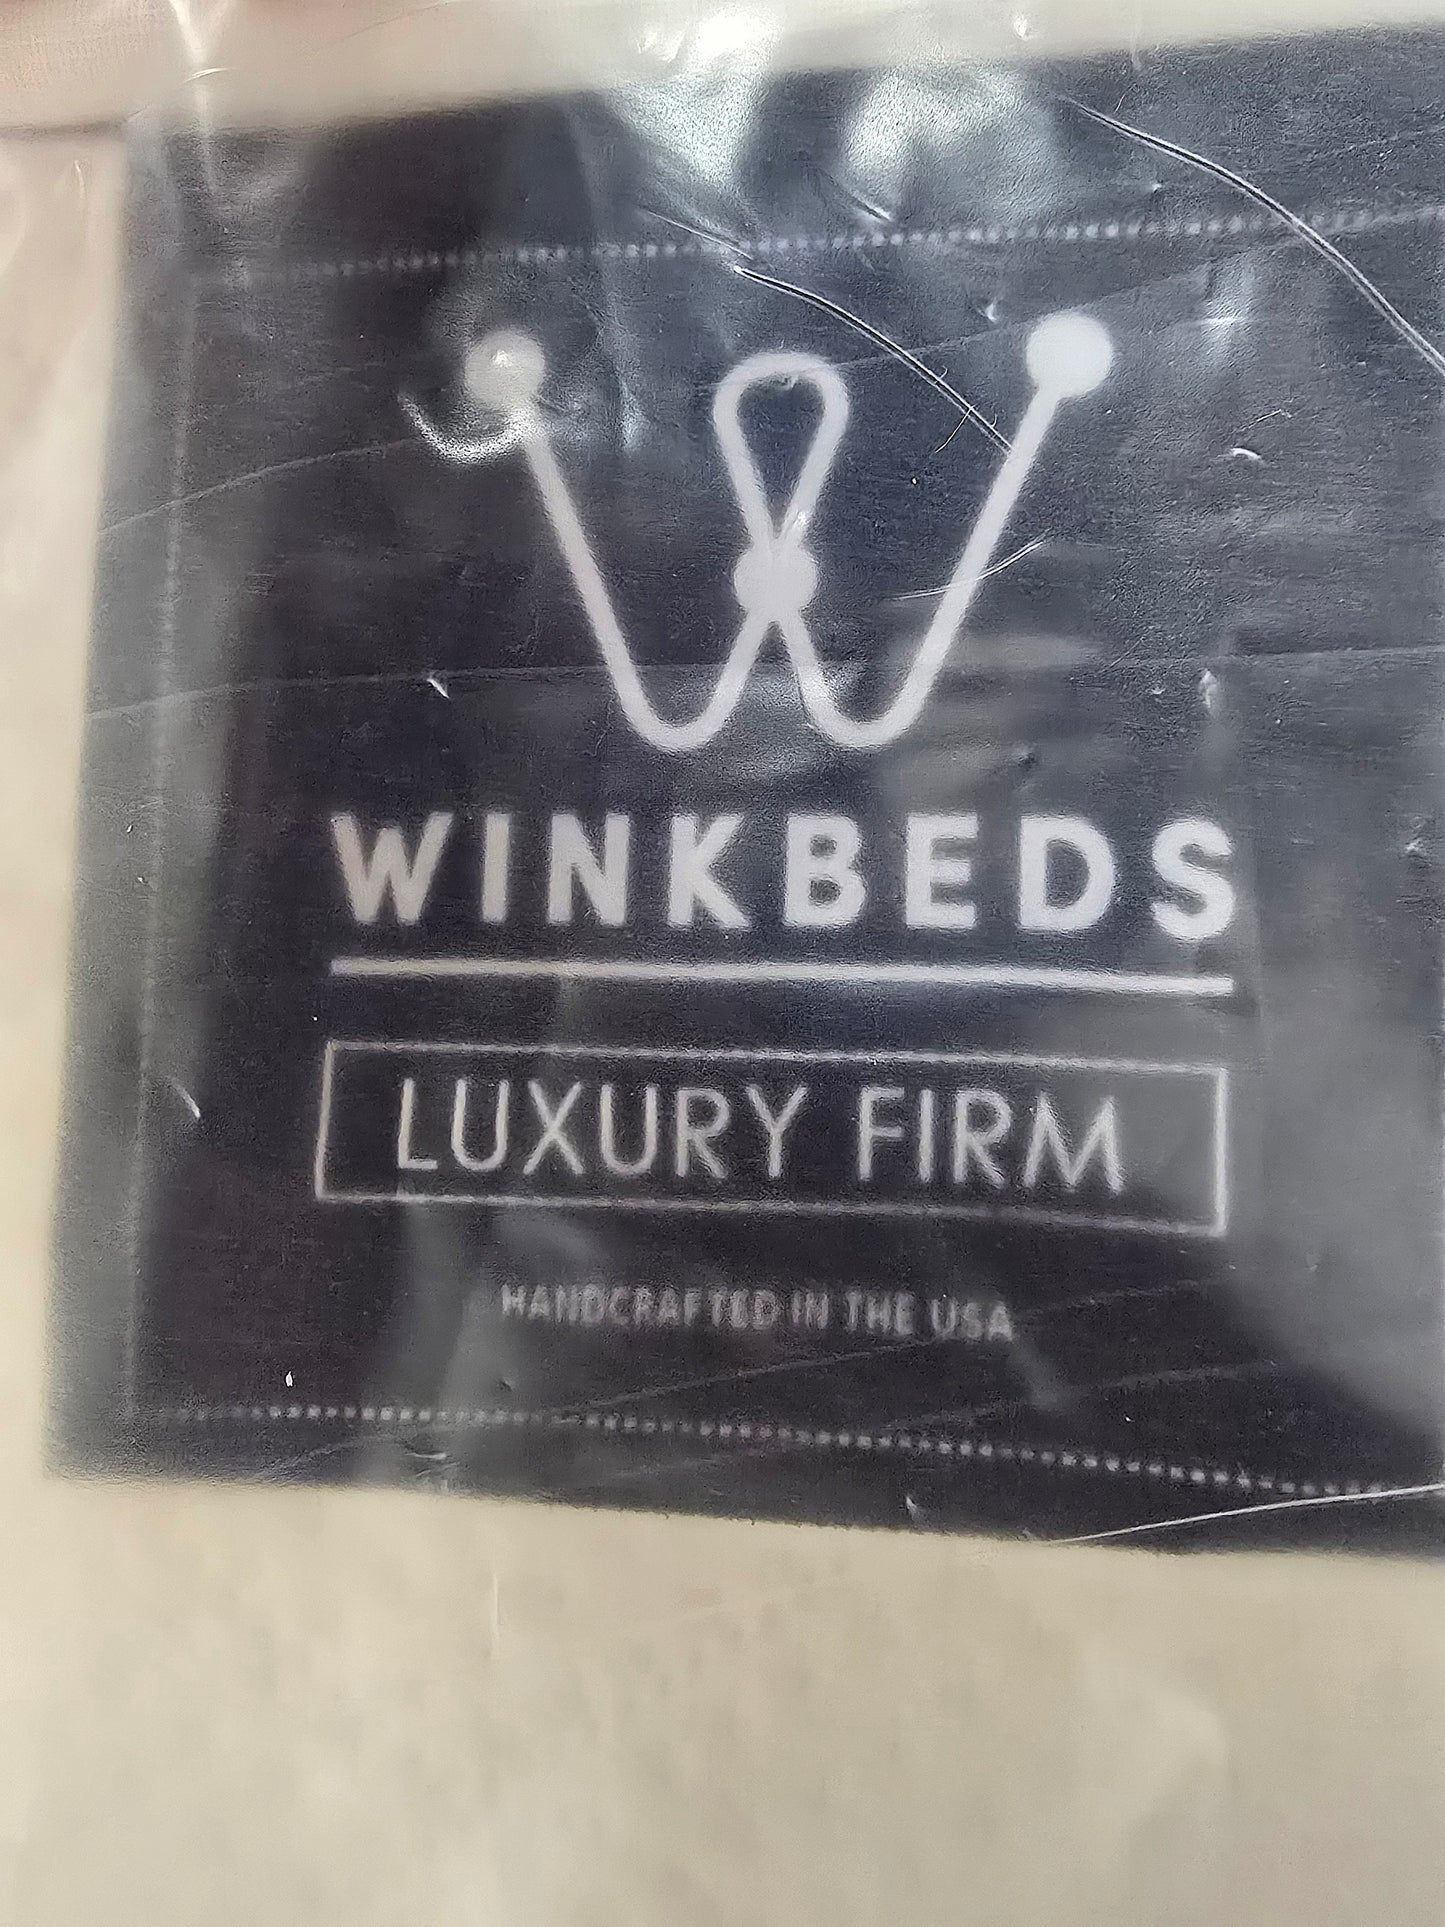 WINKBEDS
LUXURY FIRM
HANDCRAFTED IN THE USA